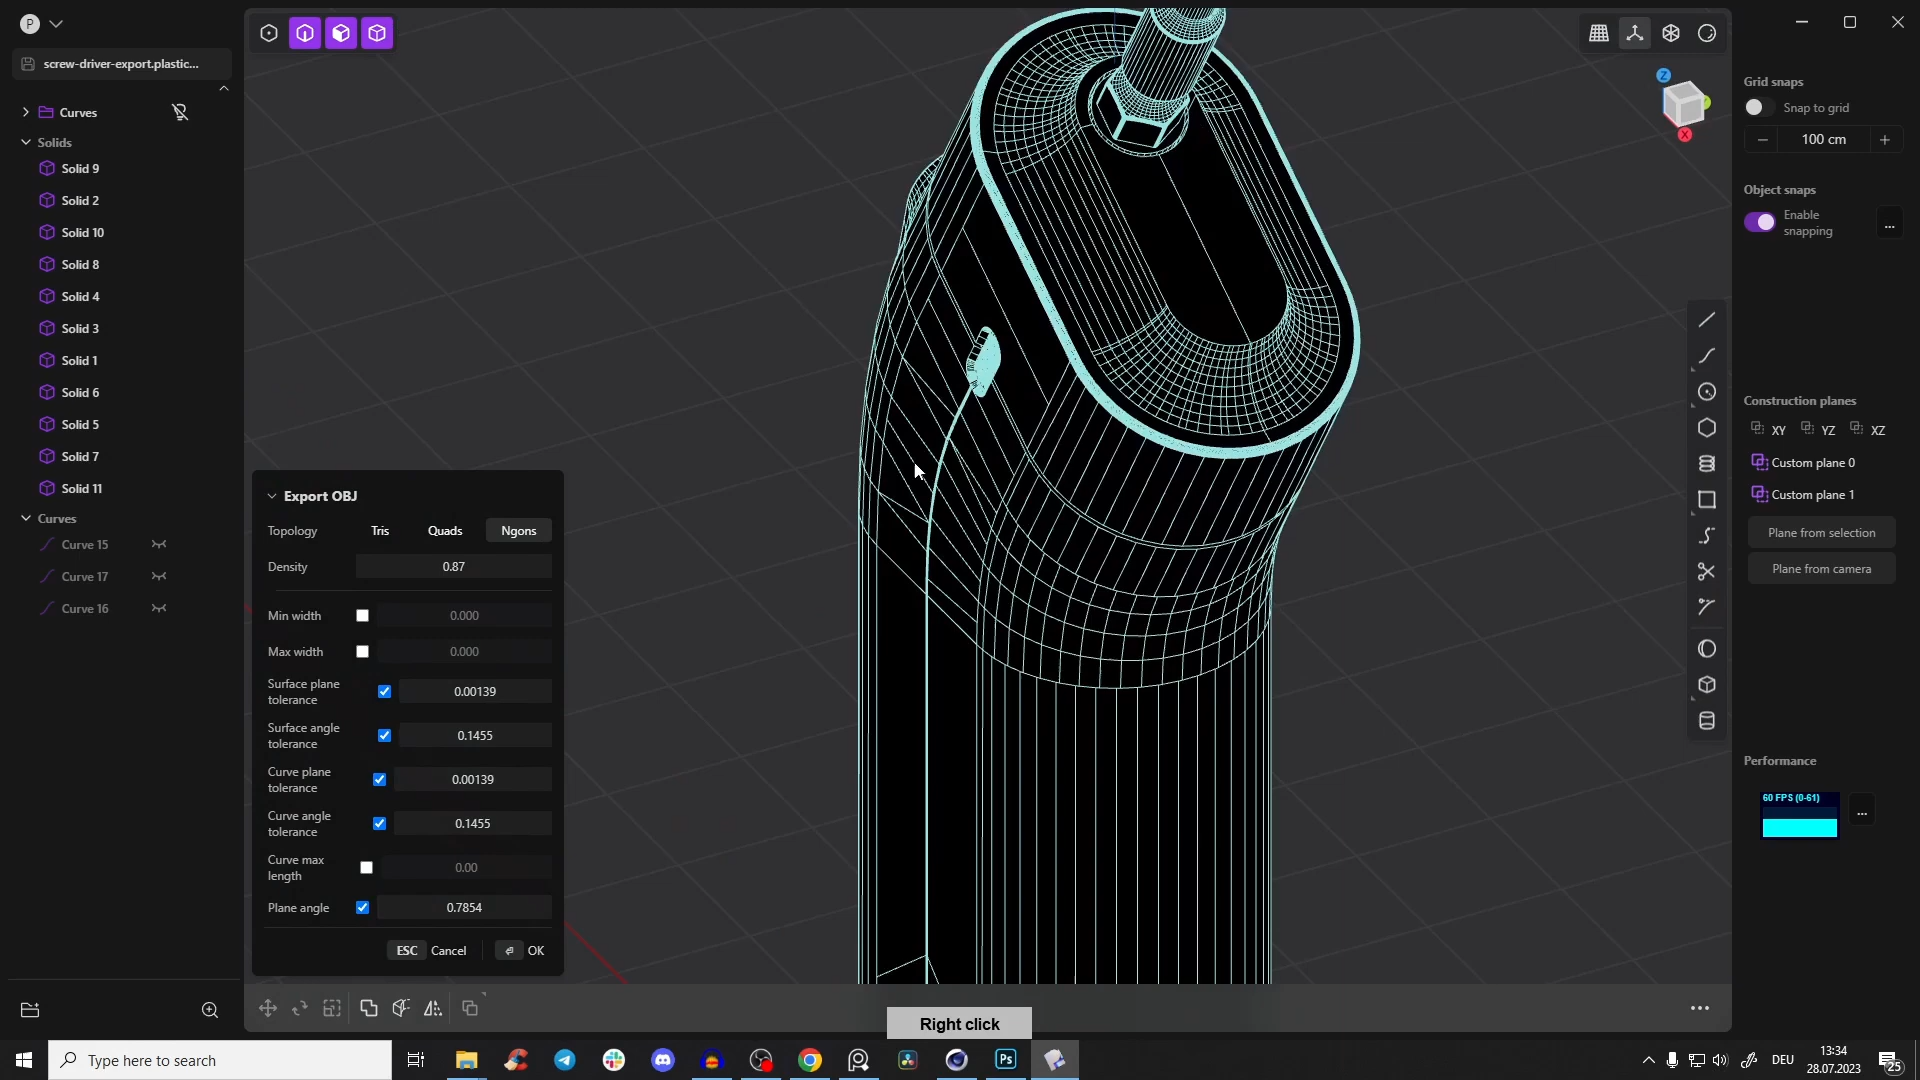 P
screw-driver-export.plastic...
Curves
Solids
Solid 9
Solid 2
Solid 10
Solid 8
Solid 4
Solid 3
Solid 1
Solid 6
Solid 5
Solid 7
Solid 11
Curves
Curve 15
Curve 17
Curve 16
Export OBJ
Topology Tris Quads Ngons
Density 0.87
Min width 0.000
Max width 0.000
Surface plane
tolerance 0.00139
Surface angle
tolerance 0.1455
Curve plane
tolerance 0.00139
Curve angle
tolerance 0.1455
Curve max
length 0.00
Plane angle 0.7854
ESC Cancel OK
Right click
Z
X
Grid snaps
Snap to grid
100 cm
Object snaps
Enable
snapping
...
Construction planes
XY YZ XZ
Custom plane 0
Custom plane 1
Plane from selection
Plane from camera
Performance
60 FPS (0-61)
...
Type here to search
Ps
DEU
13:34
28.07.2023
25